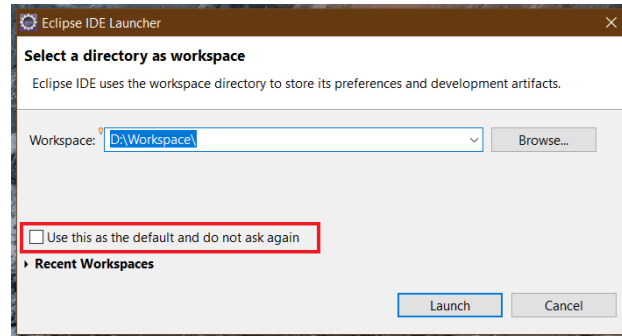 Eclipse IDE Launcher
Select a directory as workspace
Eclipse IDE uses the workspace directory to store its preferences and development artifacts.
Workspace: D:\Workspace\ Browse...
Use this as the default and do not ask again
Recent Workspaces
Launch Cancel